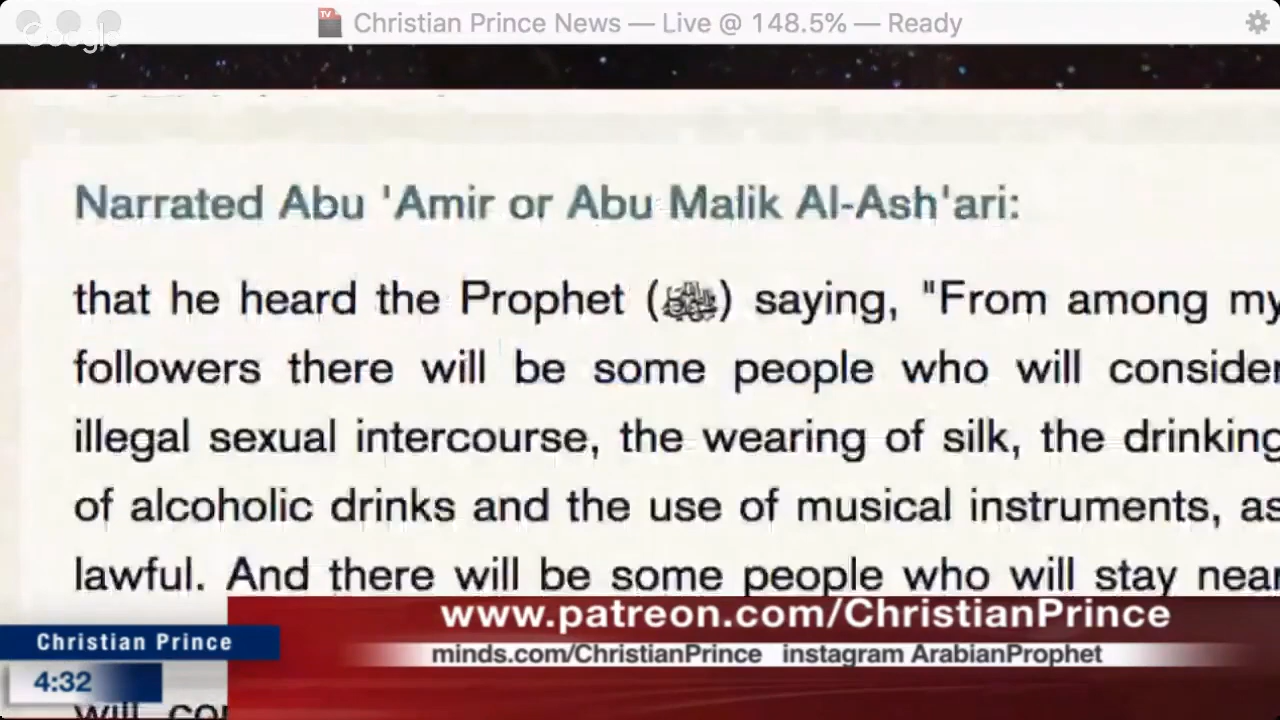 Christian Prince News — Live @ 148.5% — Ready
Google
TV
Narrated Abu 'Amir or Abu Malik Al-Ash'ari:
that he heard the Prophet (ﷺ) saying, "From among my
followers there will be some people who will consider
illegal sexual intercourse, the wearing of silk, the drinking
of alcoholic drinks and the use of musical instruments, as
lawful. And there will be some people who will stay near
www.patreon.com/ChristianPrince
Christian Prince
minds.com/ChristianPrince instagram ArabianProphet
4:32
will